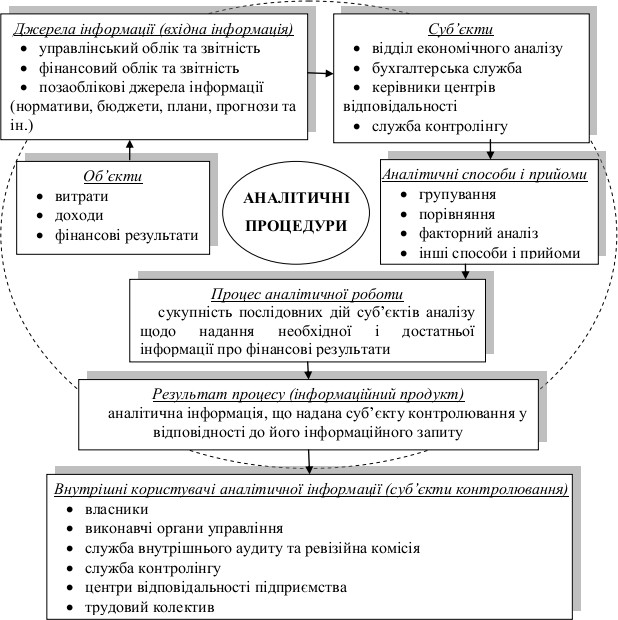 Джерела інформації (вхідна інформація)
• управлінський облік та звітність
• фінансовий облік та звітність
• позаоблікові джерела інформації
(нормативи, бюджети, плани, прогнози та
ін.)
Суб’єкти
• відділ економічного аналізу
• бухгалтерська служба
• керівники центрів
відповідальності
• служба контролінгу
Об’єкти
• витрати
• доходи
• фінансові результати
АНАЛІТИЧНІ
ПРОЦЕДУРИ
Аналітичні способи і прийоми
• групування
• порівняння
• факторний аналіз
• інші способи і прийоми
Процес аналітичної роботи
сукупність послідовних дій суб’єктів аналізу
щодо надання необхідної і достатньої
інформації про фінансові результати
Результат процесу (інформаційний продукт)
аналітична інформація, що надана суб’єкту контролювання у
відповідності до його інформаційного запиту
Внутрішні користувачі аналітичної інформації (суб’єкти контролювання)
• власники
• виконавчі органи управління
• служба внутрішнього аудиту та ревізійна комісія
• служба контролінгу
• центри відповідальності підприємства
• трудовий колектив